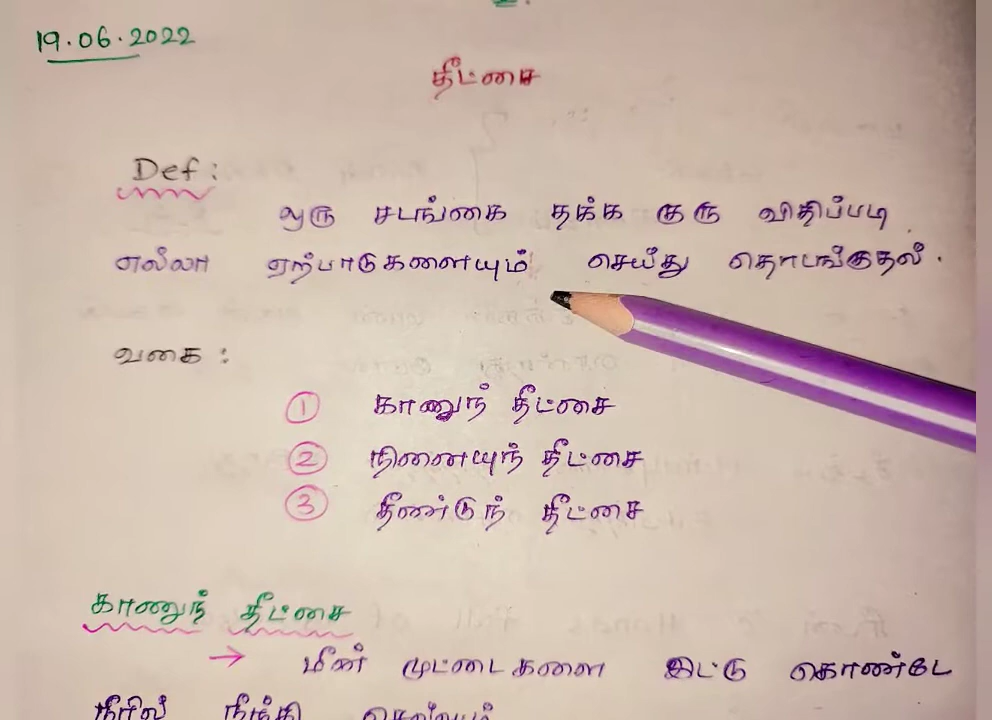 19.06.2022
தீட்சை
Def:
ஒரு சடங்கை தக்க குரு விதிப்படி
எல்லா ஏற்பாடுகளையும் செய்து தொடங்குதல்.
வகை :
1 காணுந் தீட்சை
2 நினையுந் தீட்சை
3 தீண்டுந் தீட்சை
காணுந் தீட்சை
→ மீன் முட்டைகளை இட்டு கொண்டே
நீரில் நீந்தி செல்லும்